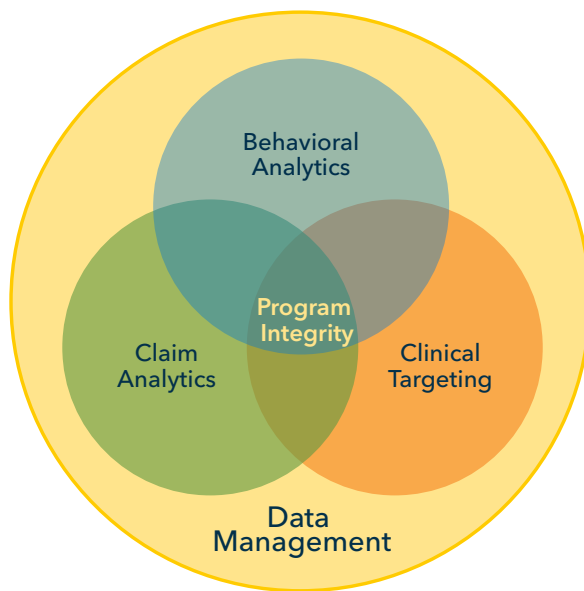 Behavioral
Analytics
Program
Integrity
Claim
Analytics
Clinical
Targeting
Data
Management